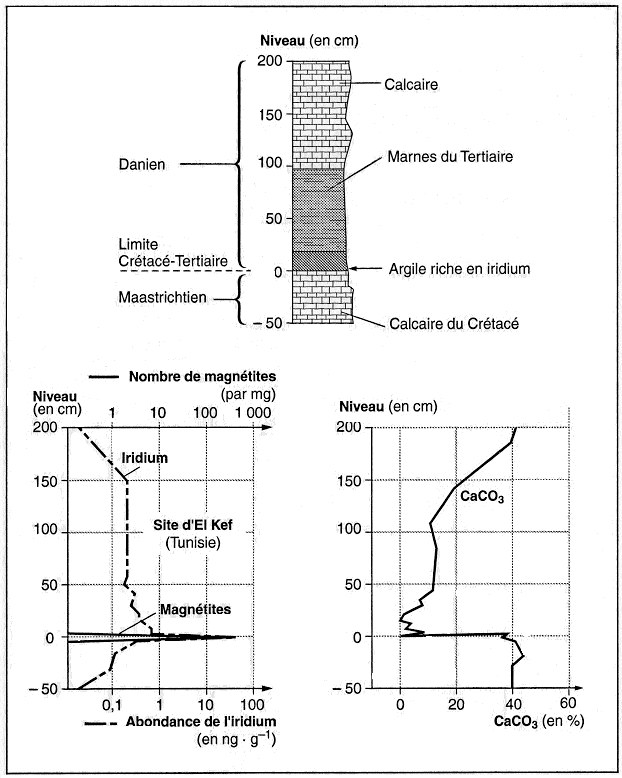 Niveau (en cm)
200
Calcaire
150
Marnes du Tertiaire
100
Danien
50
Limite
Crétacé-Tertiaire
0
Argile riche en iridium
Maastrichtien
Calcaire du Crétacé
–50
Nombre de magnétites
(par mg)
Niveau
(en cm)
1 10 100 1 000
200
Iridium
150
Site d'El Kef
(Tunisie)
100
50
Magnétites
0
–50
0,1 1 10 100
Abondance de l'iridium
(en ng · g⁻¹)
Niveau (en cm)
200
150
CaCO₃
100
50
0
–50
0 20 40 60
CaCO₃ (en %)